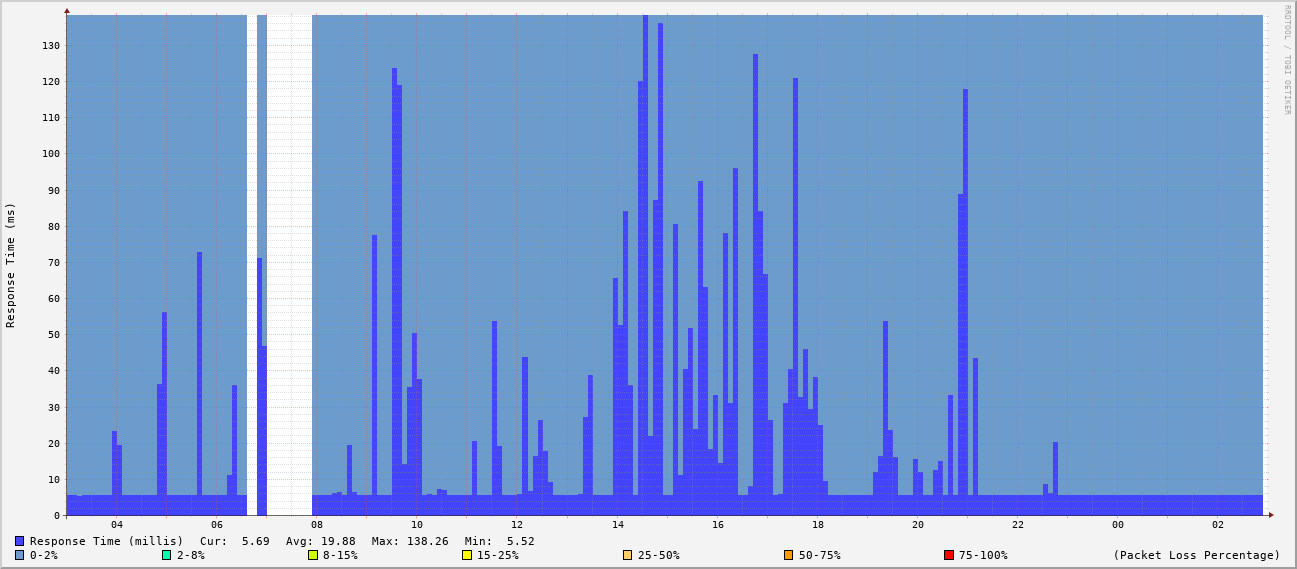 RRDTOOL / TOBI OETIKER
Response Time (ms)
130
120
110
100
90
80
70
60
50
40
30
20
10
0
04 06 08 10 12 14 16 18 20 22 00 02
Response Time (millis) Cur: 5.69 Avg: 19.88 Max: 138.26 Min: 5.52
0-2% 2-8% 8-15% 15-25% 25-50% 50-75% 75-100% (Packet Loss Percentage)